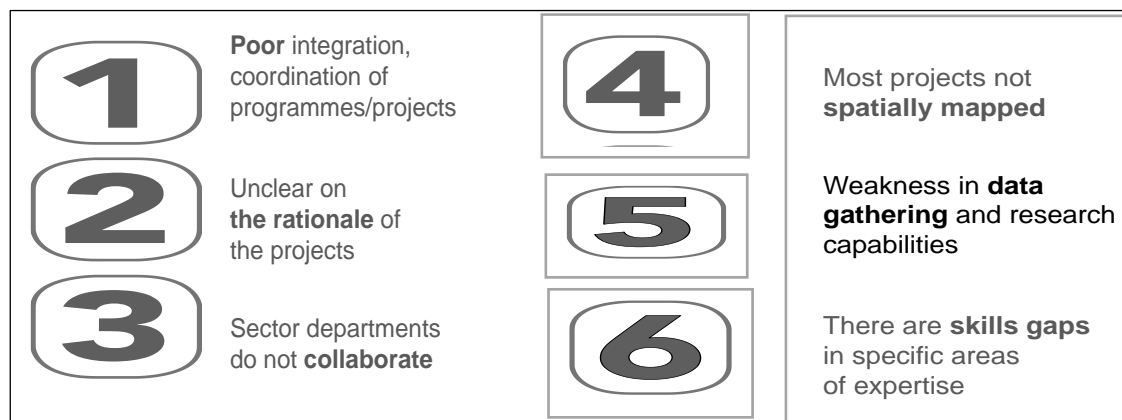 1
Poor integration,
coordination of
programmes/projects
2
Unclear on
the rationale of
the projects
3
Sector departments
do not collaborate
4
Most projects not
spatially mapped
5
Weakness in data
gathering and research
capabilities
6
There are skills gaps
in specific areas
of expertise